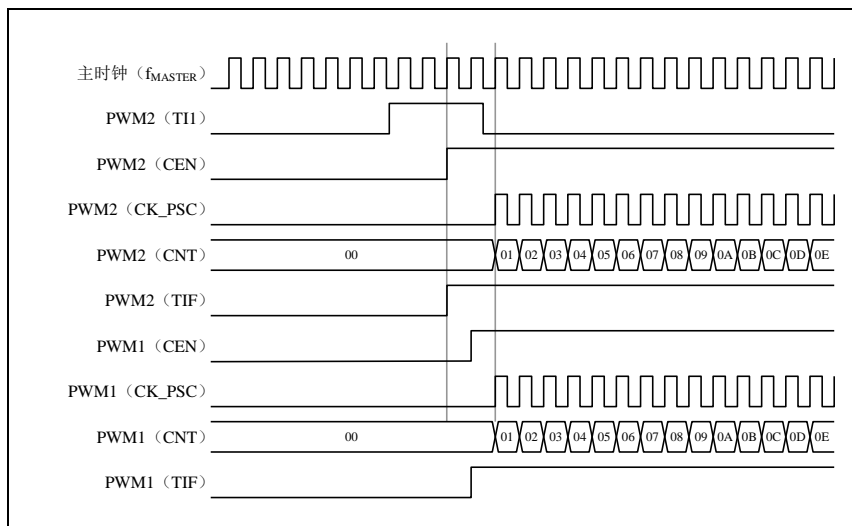 主时钟（fMASTER）
PWM2（TI1）
PWM2（CEN）
PWM2（CK_PSC）
PWM2（CNT） 00 01 02 03 04 05 06 07 08 09 0A 0B 0C 0D 0E
PWM2（TIF）
PWM1（CEN）
PWM1（CK_PSC）
PWM1（CNT） 00 01 02 03 04 05 06 07 08 09 0A 0B 0C 0D 0E
PWM1（TIF）